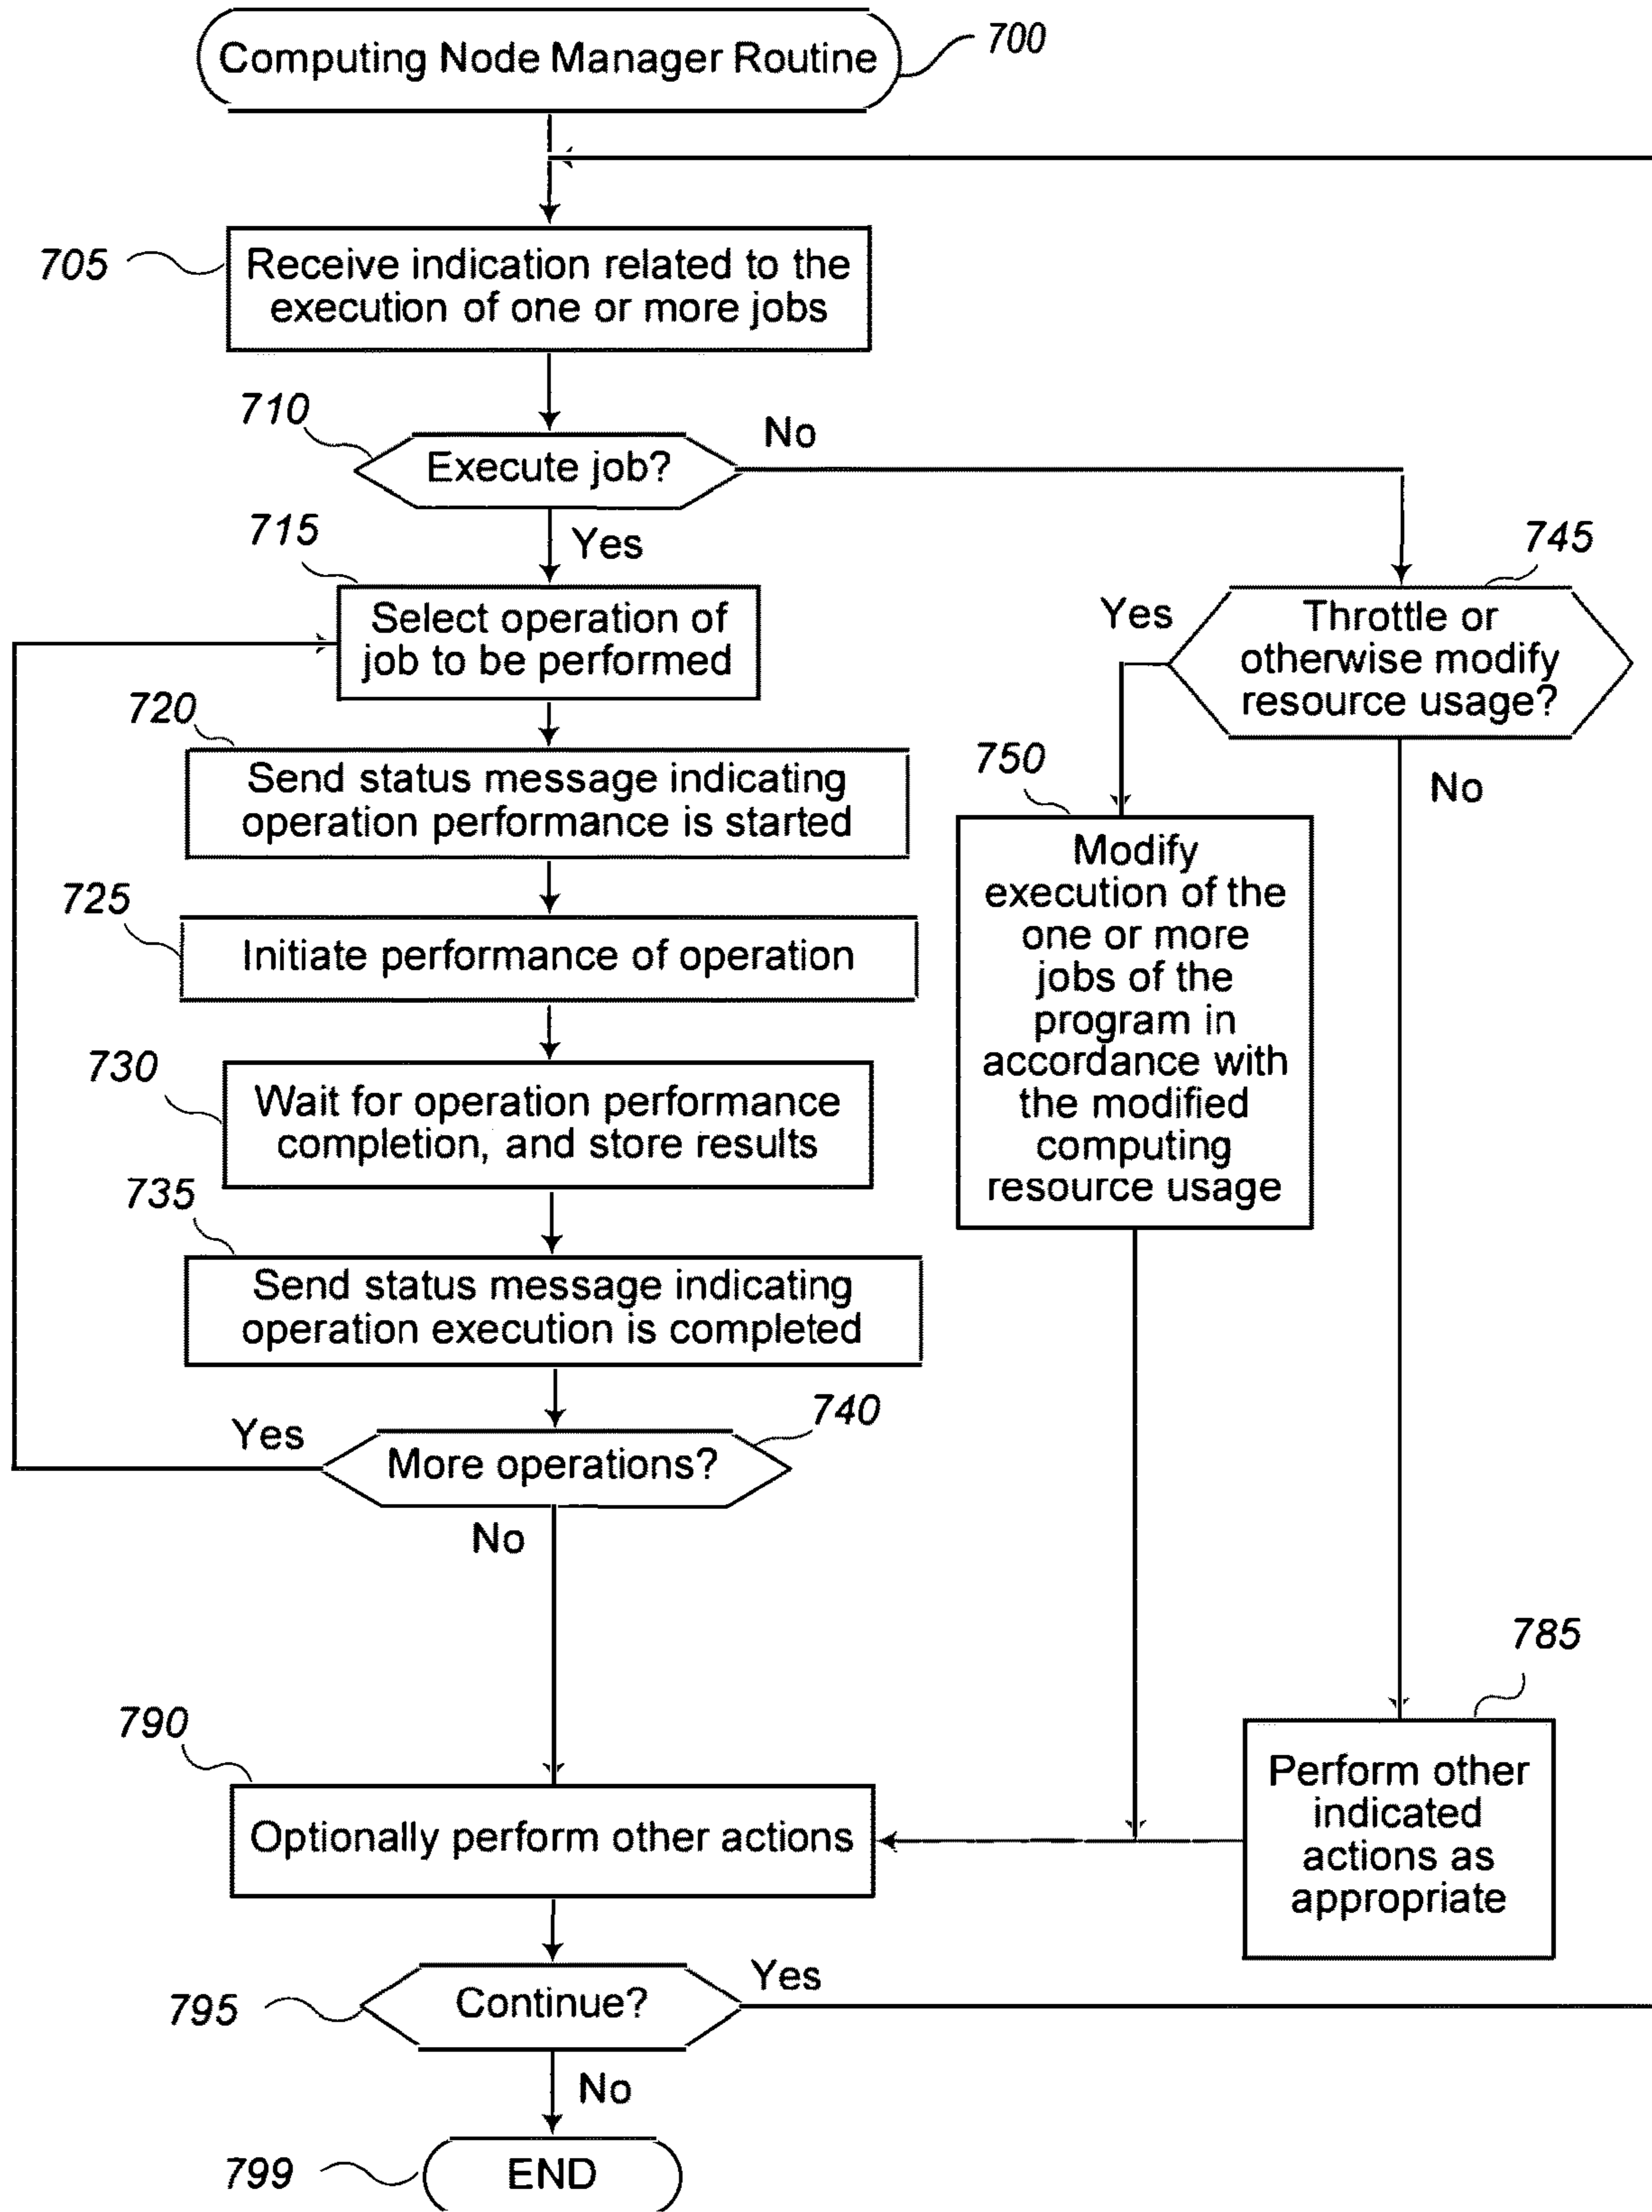 Computing Node Manager Routine
700
705
Receive indication related to the
execution of one or more jobs
710
Execute job?
No
Yes
715
Select operation of
job to be performed
720
Send status message indicating
operation performance is started
725
Initiate performance of operation
730
Wait for operation performance
completion, and store results
735
Send status message indicating
operation execution is completed
740
More operations?
Yes
No
745
Throttle or
otherwise modify
resource usage?
Yes
No
750
Modify
execution of the
one or more
jobs of the
program in
accordance with
the modified
computing
resource usage
785
Perform other
indicated
actions as
appropriate
790
Optionally perform other actions
795
Continue?
Yes
No
799
END